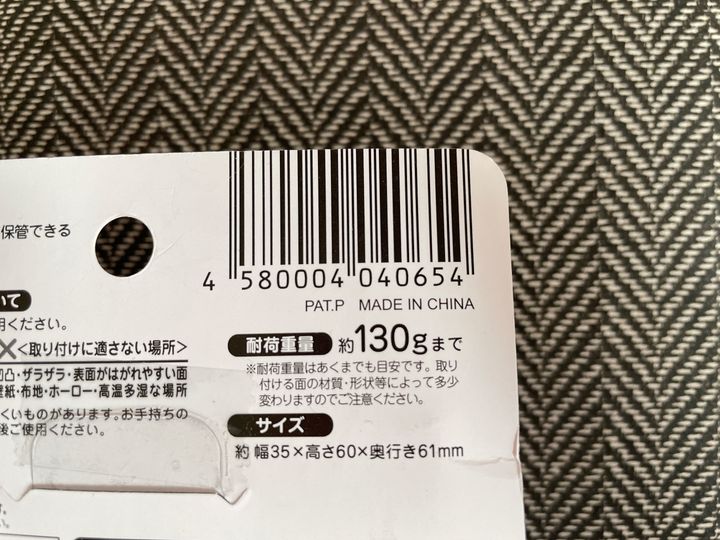 保管できる
4 580004 040654
PAT.P MADE IN CHINA
いて
用ください。
×<取り付けに適さない場所>
凹凸・ザラザラ・表面がはがれやすい面
壁紙・布地・ホーロー・高温多湿な場所
くいものがあります。お手持ちの
後ご使用ください。
耐荷重量 約130gまで
※耐荷重量はあくまでも目安です。取り
付ける面の材質・形状等によって多少
変わりますのでご注意ください。
サイズ
約 幅35×高さ60×奥行き61mm
す。
い。